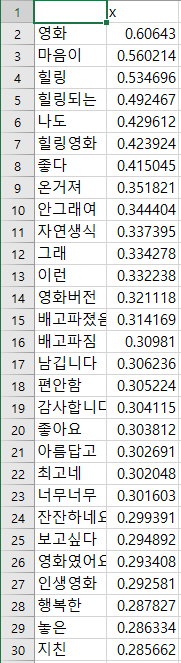 1 x
2 영화 0.60643
3 마음이 0.560214
4 힐링 0.534696
5 힐링되는 0.492467
6 나도 0.429612
7 힐링영화 0.423924
8 좋다 0.415045
9 온거져 0.351821
10 안그래여 0.344404
11 자연생식 0.337395
12 그래 0.334278
13 이런 0.332238
14 영화버전 0.321118
15 배고파졌음 0.314169
16 배고파짐 0.30981
17 남깁니다 0.306236
18 편안함 0.305224
19 감사합니다 0.304115
20 좋아요 0.303812
21 아름답고 0.302691
22 최고네 0.302048
23 너무너무 0.301603
24 잔잔하네요 0.299391
25 보고싶다 0.294892
26 영화였어요 0.293408
27 인생영화 0.292581
28 행복한 0.287827
29 놓은 0.286334
30 지친 0.285662